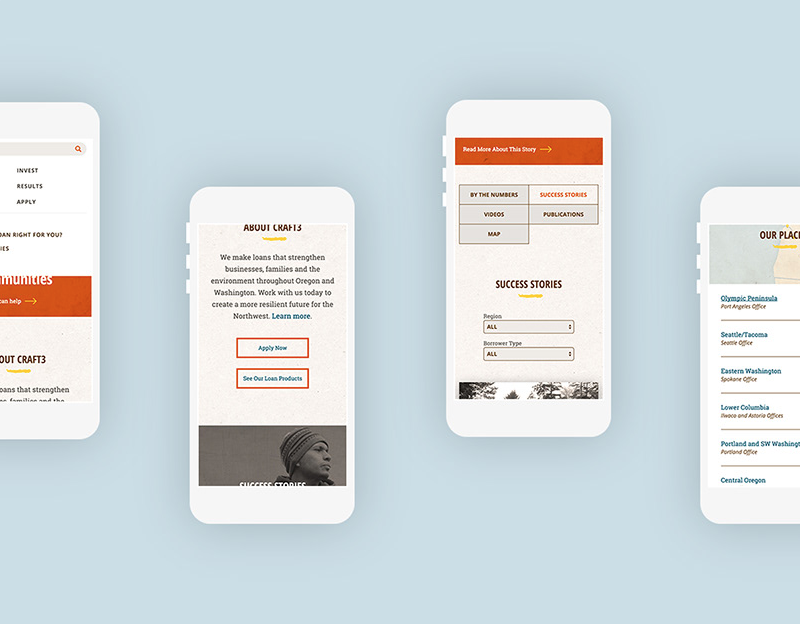 INVEST
RESULTS
APPLY
OAN RIGHT FOR YOU?
IES
mmunities
can help
OUT CRAFT3
oans that strengthen
ABOUT CRAFT3
We make loans that strengthen
businesses, families and the
environment throughout Oregon and
Washington. Work with us today to
create a more resilient future for the
Northwest. Learn more.
Apply Now
See Our Loan Products
SUCCESS STORIES
Read More About This Story
BY THE NUMBERS SUCCESS STORIES
VIDEOS PUBLICATIONS
MAP
SUCCESS STORIES
Region
ALL
Borrower Type
ALL
OUR PLAC
Olympic Peninsula
Port Angeles Office
Seattle/Tacoma
Seattle Office
Eastern Washington
Spokane Office
Lower Columbia
Ilwaco and Astoria Offices
Portland and SW Washingt
Portland Office
Central Oregon